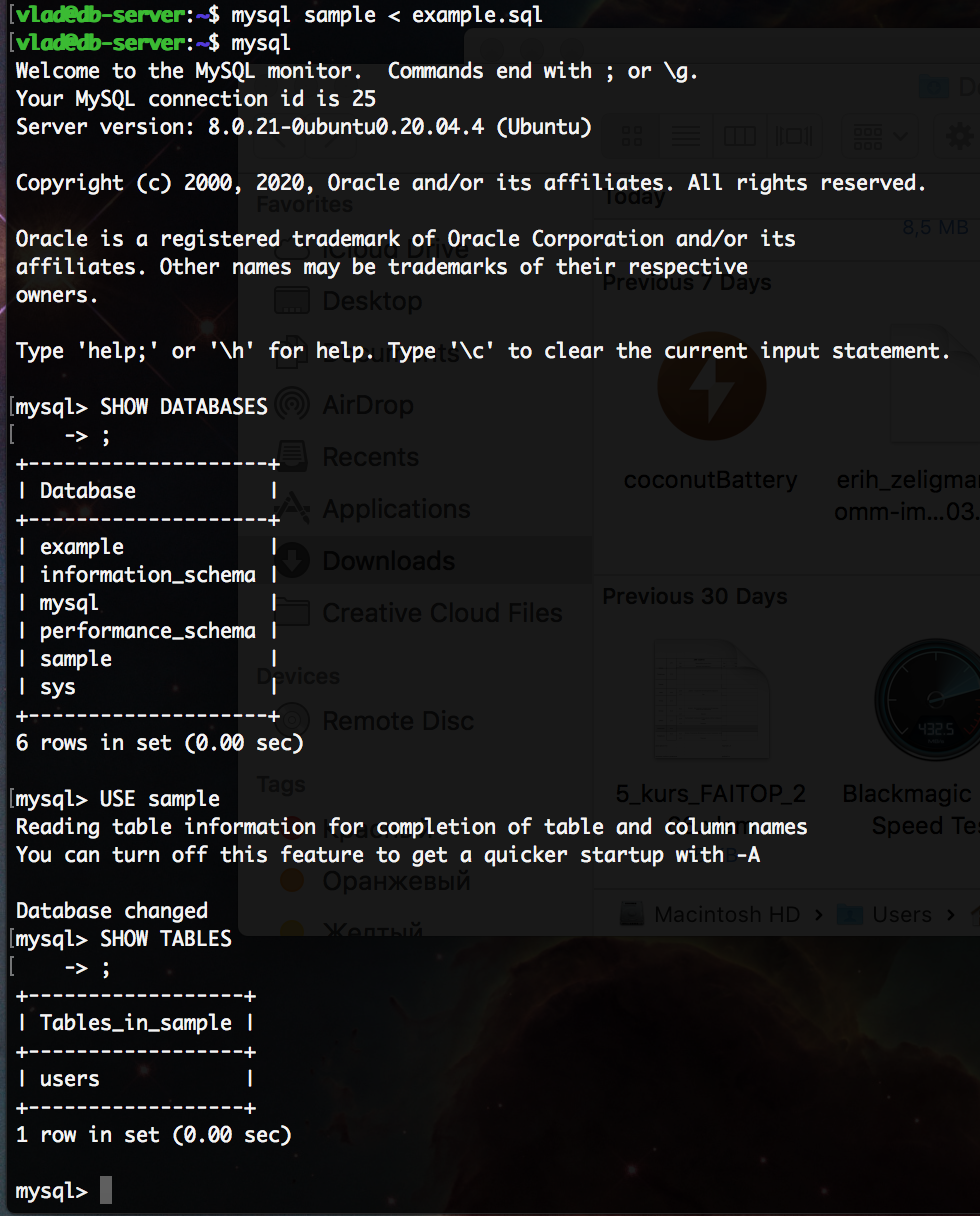 vlad@db-server:~$ mysql sample < example.sql
vlad@db-server:~$ mysql
Welcome to the MySQL monitor.  Commands end with ; or \g.
Your MySQL connection id is 25
Server version: 8.0.21-0ubuntu0.20.04.4 (Ubuntu)
Copyright (c) 2000, 2020, Oracle and/or its affiliates. All rights reserved.
Oracle is a registered trademark of Oracle Corporation and/or its
affiliates. Other names may be trademarks of their respective
owners.
Type 'help;' or '\h' for help. Type '\c' to clear the current input statement.
mysql> SHOW DATABASES
    -> ;
+--------------------+
| Database           |
+--------------------+
| example            |
| information_schema |
| mysql              |
| performance_schema |
| sample             |
| sys                |
+--------------------+
6 rows in set (0.00 sec)
mysql> USE sample
Reading table information for completion of table and column names
You can turn off this feature to get a quicker startup with -A
Database changed
mysql> SHOW TABLES
    -> ;
+------------------+
| Tables_in_sample |
+------------------+
| users            |
+------------------+
1 row in set (0.00 sec)
mysql>
Favorites
iCloud Drive
Desktop
Documents
AirDrop
Recents
Applications
Downloads
Creative Cloud Files
Devices
Remote Disc
Tags
Оранжевый
Желтый
Today
8,5 MB
Previous 7 Days
coconutBattery
erih_zeligma
omm-im...03.
Previous 30 Days
432.5
5_kurs_FAITOP_2
Blackmagic
Speed Tes
Macintosh HD › Users ›